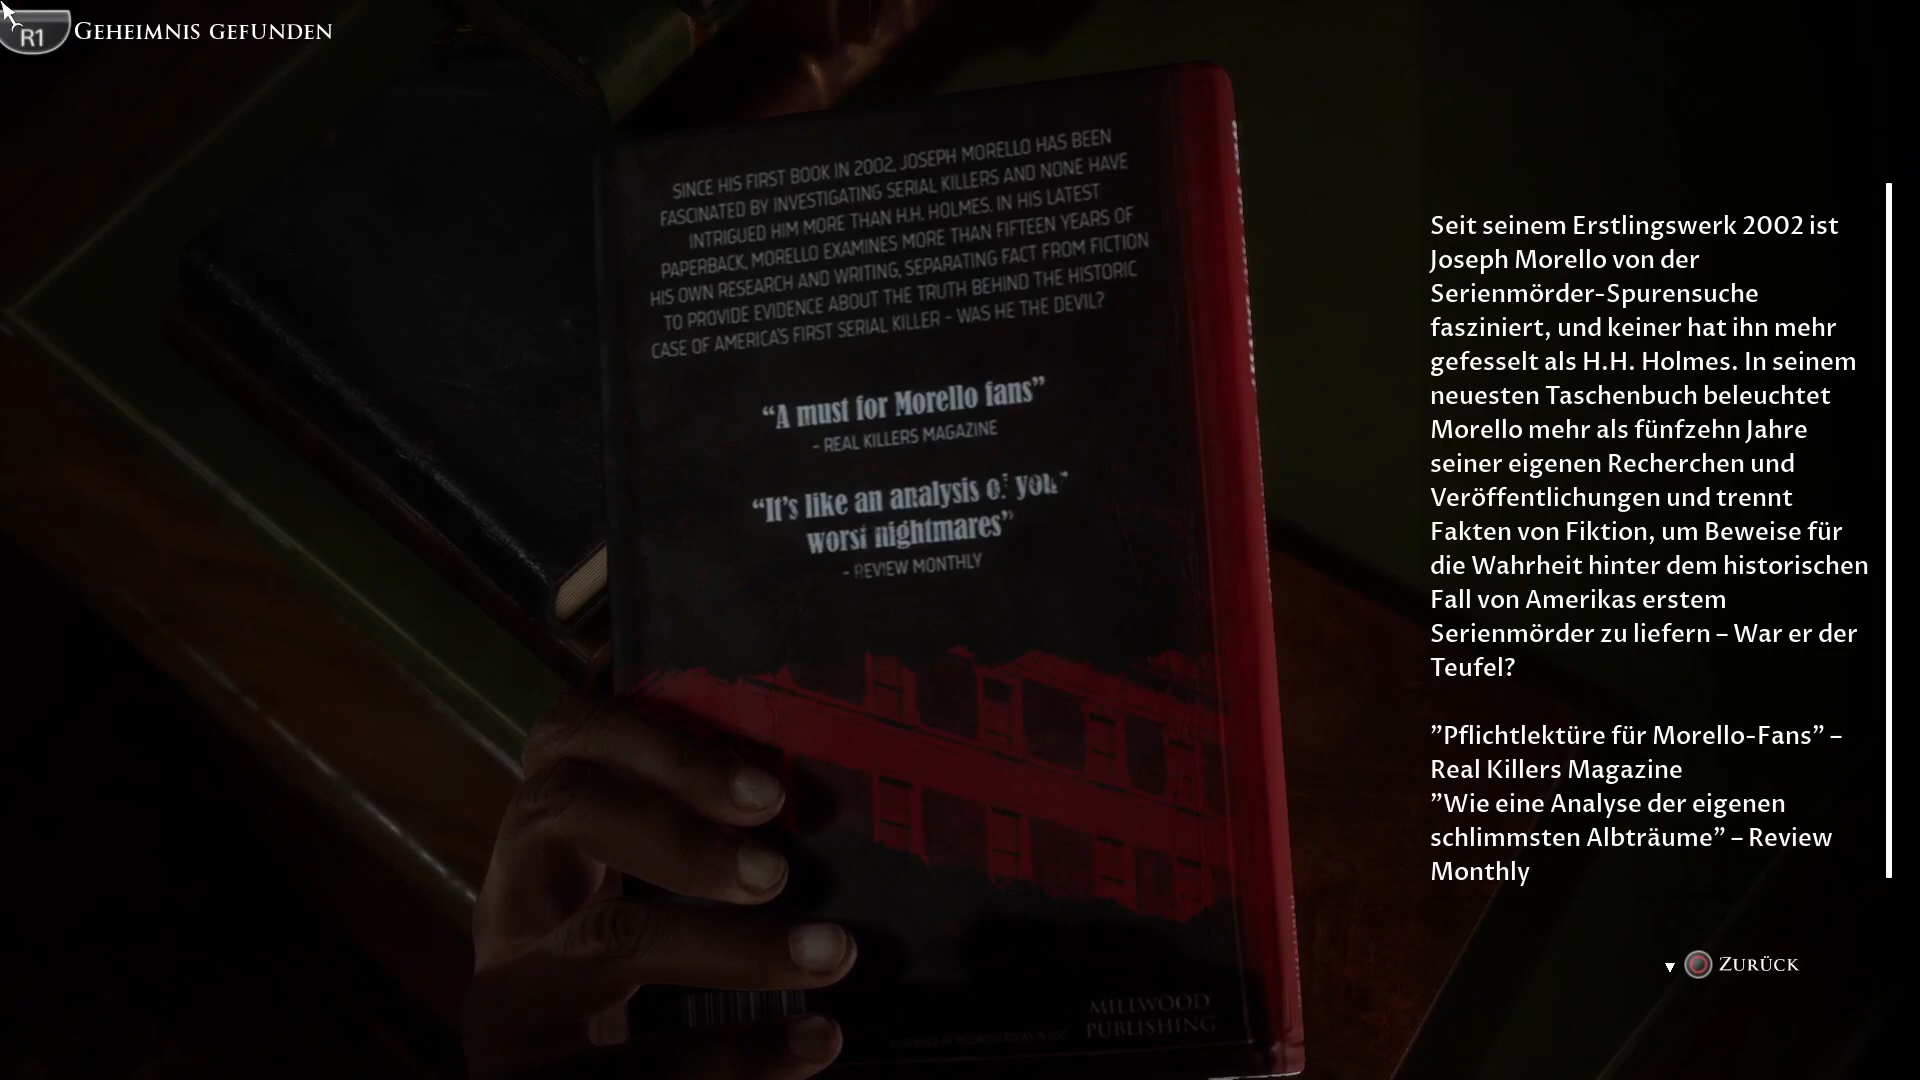 R1 GEHEIMNIS GEFUNDEN
SINCE HIS FIRST BOOK IN 2002, JOSEPH MORELLO HAS BEEN
FASCINATED BY INVESTIGATING SERIAL KILLERS AND NONE HAVE
INTRIGUED HIM MORE THAN H.H. HOLMES. IN HIS LATEST
PAPERBACK, MORELLO EXAMINES MORE THAN FIFTEEN YEARS OF
HIS OWN RESEARCH AND WRITING, SEPARATING FACT FROM FICTION
TO PROVIDE EVIDENCE ABOUT THE TRUTH BEHIND THE HISTORIC
CASE OF AMERICA'S FIRST SERIAL KILLER - WAS HE THE DEVIL?
“A must for Morello fans”
- REAL KILLERS MAGAZINE
“It’s like an analysis of your
worst nightmares”
- REVIEW MONTHLY
MILLWOOD
PUBLISHING
Seit seinem Erstlingswerk 2002 ist
Joseph Morello von der
Serienmörder-Spurensuche
fasziniert, und keiner hat ihn mehr
gefesselt als H.H. Holmes. In seinem
neuesten Taschenbuch beleuchtet
Morello mehr als fünfzehn Jahre
seiner eigenen Recherchen und
Veröffentlichungen und trennt
Fakten von Fiktion, um Beweise für
die Wahrheit hinter dem historischen
Fall von Amerikas erstem
Serienmörder zu liefern – War er der
Teufel?
”Pflichtlektüre für Morello-Fans” –
Real Killers Magazine
”Wie eine Analyse der eigenen
schlimmsten Albträume” – Review
Monthly
ZURÜCK